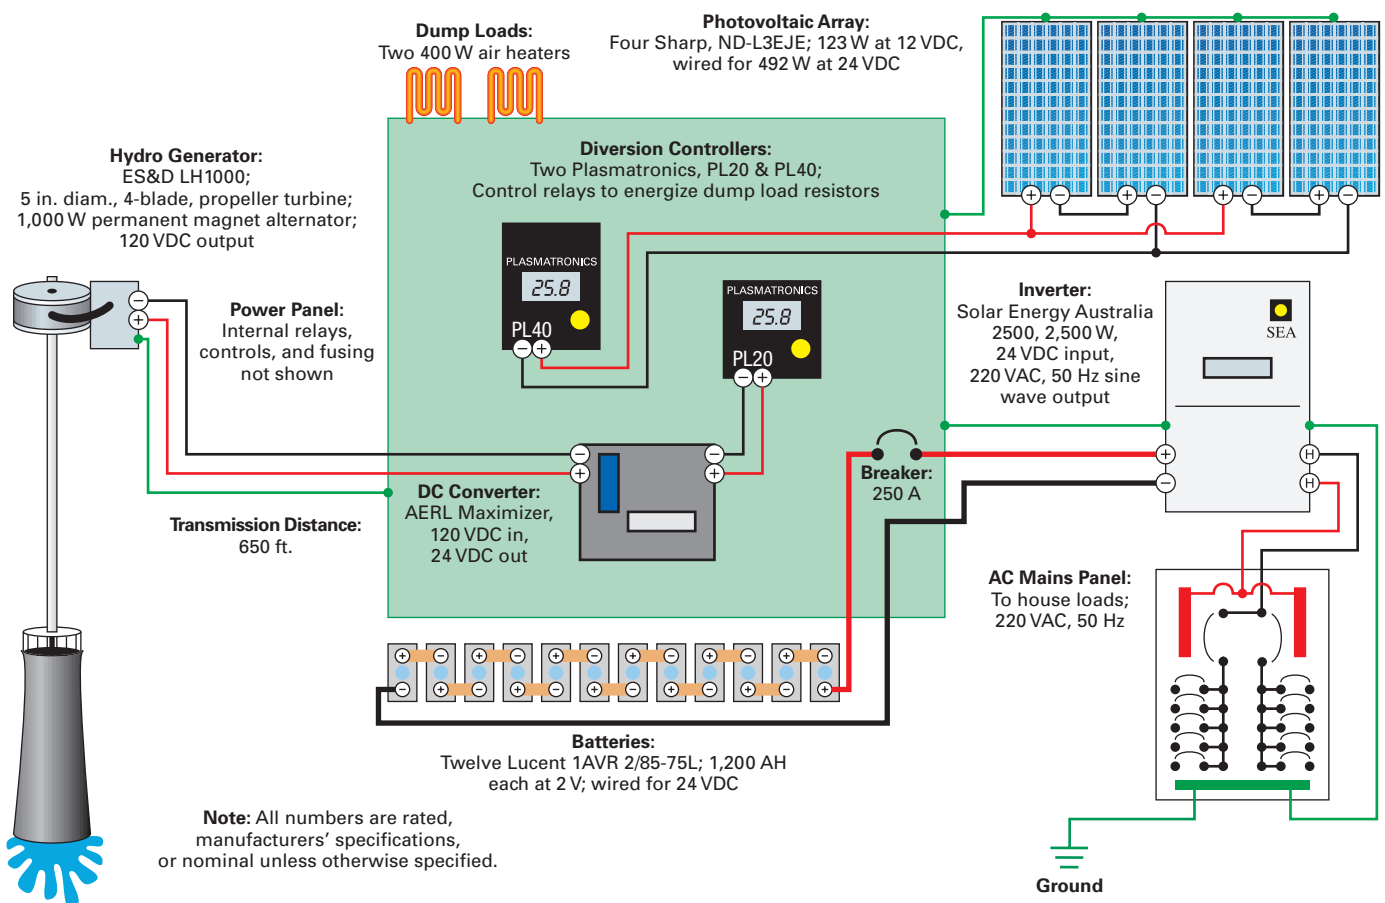 Dump Loads:
Two 400 W air heaters
Photovoltaic Array:
Four Sharp, ND-L3EJE; 123 W at 12 VDC,
wired for 492 W at 24 VDC
Hydro Generator:
ES&D LH1000;
5 in. diam., 4-blade, propeller turbine;
1,000 W permanent magnet alternator;
120 VDC output
Diversion Controllers:
Two Plasmatronics, PL20 & PL40;
Control relays to energize dump load resistors
+
−
+
−
+
−
+
−
PLASMATRONICS
25.8
PL40
−
+
PLASMATRONICS
25.8
PL20
−
+
−
+
Power Panel:
Internal relays,
controls, and fusing
not shown
Inverter:
Solar Energy Australia
2500, 2,500 W,
24 VDC input,
220 VAC, 50 Hz sine
wave output
SEA
+
−
H
H
−
+
−
+
DC Converter:
AERL Maximizer,
120 VDC in,
24 VDC out
Breaker:
250 A
Transmission Distance:
650 ft.
AC Mains Panel:
To house loads;
220 VAC, 50 Hz
+ − + − + − + − + − + −
− + − + − + − + − + − +
Batteries:
Twelve Lucent 1AVR 2/85-75L; 1,200 AH
each at 2 V; wired for 24 VDC
Note: All numbers are rated,
manufacturers’ specifications,
or nominal unless otherwise specified.
Ground